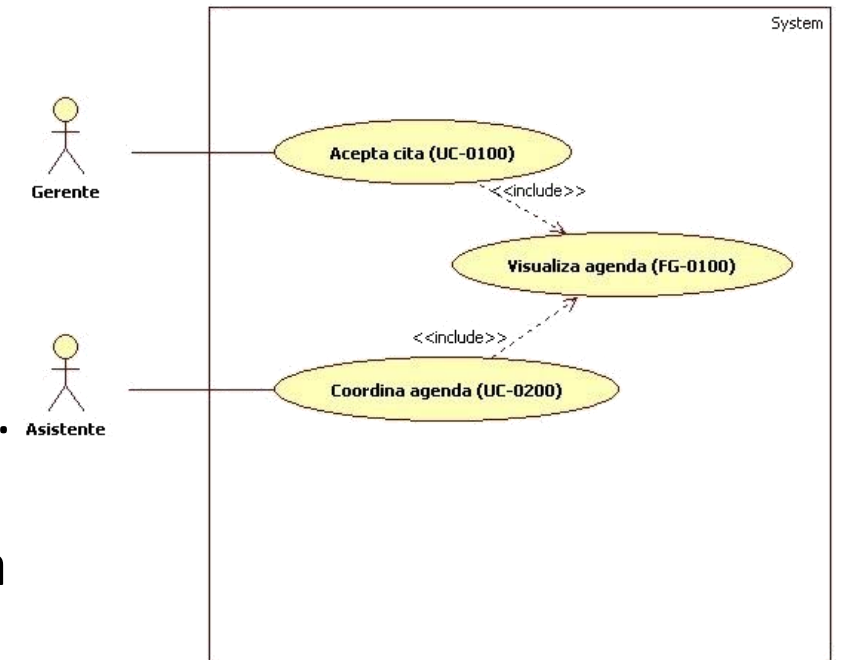 System
Acepta cita (UC-0100)
Gerente
<<include>>
Visualiza agenda (FG-0100)
<<include>>
Coordina agenda (UC-0200)
Asistente